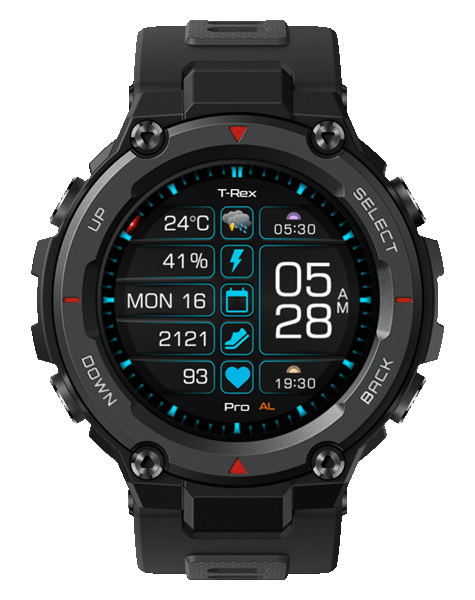 T-Rex
UP
SELECT
24°C
05:30
41%
MON 16
05
28
AM
2121
93
19:30
DOWN
BACK
Pro AL